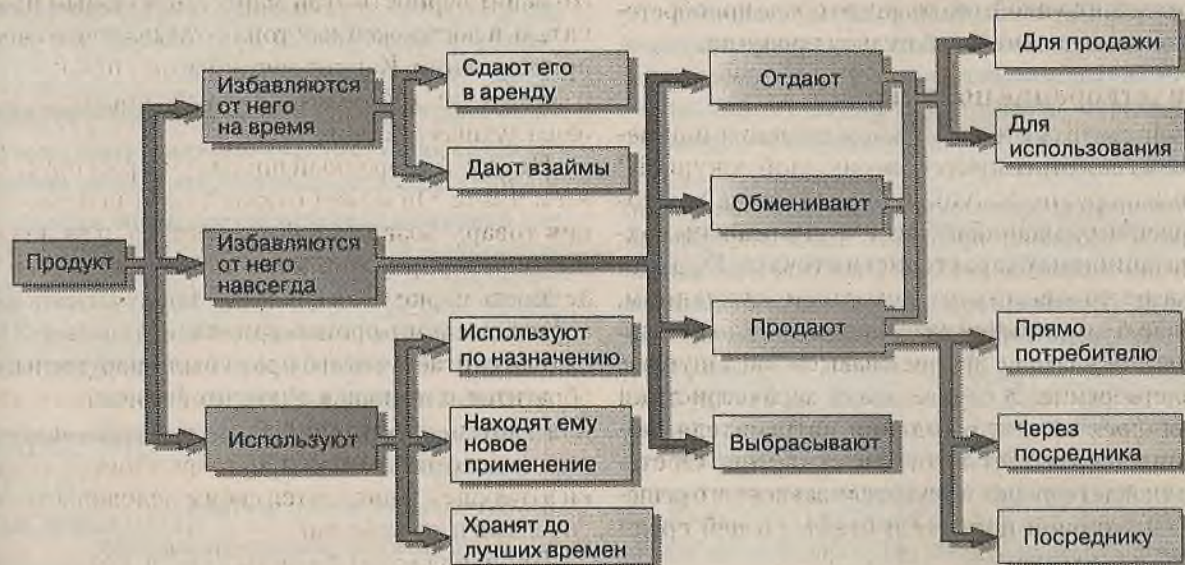 Для продажи
Для
использования
Избавляются
от него
на время
Сдают его
в аренду
Отдают
Дают взаймы
Обменивают
Продукт
Избавляются
от него
навсегда
Используют
по назначению
Продают
Прямо
потребителю
Используют
Находят ему
новое
применение
Выбрасывают
Через
посредника
Хранят до
лучших времен
Посреднику